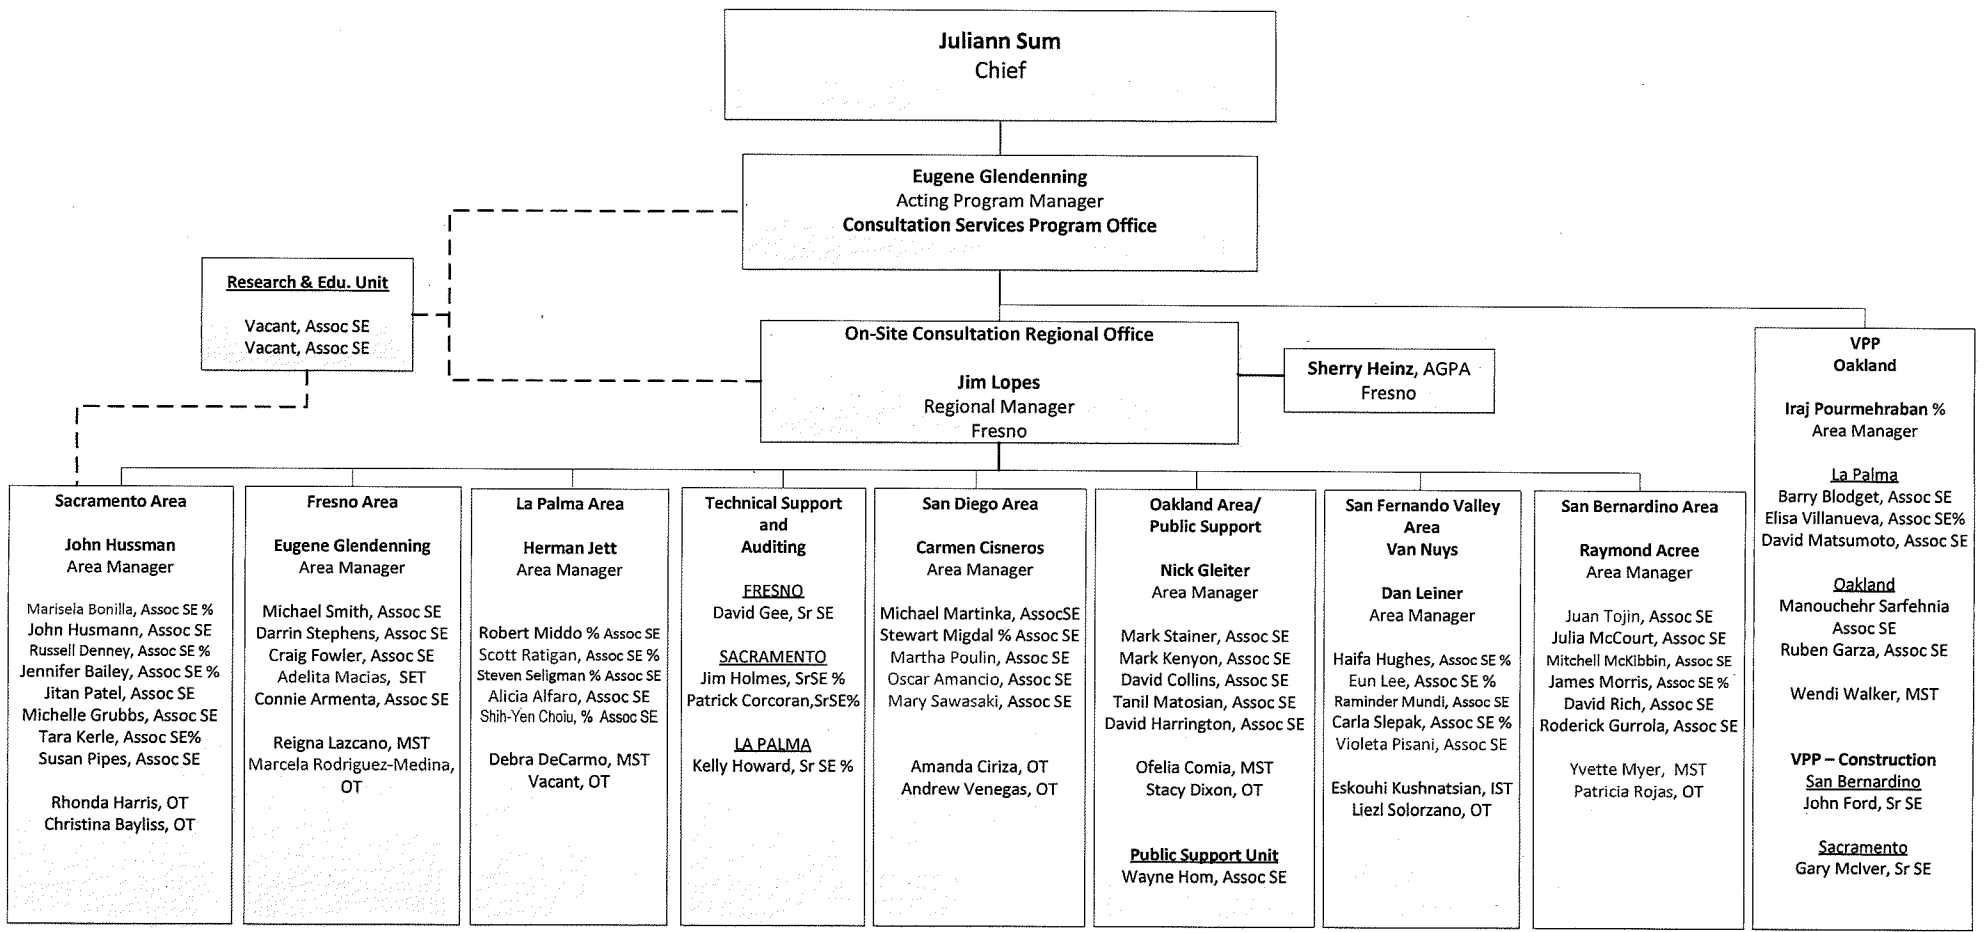 Juliann Sum
Chief
Eugene Glendenning
Acting Program Manager
Consultation Services Program Office
Research & Edu. Unit
Vacant, Assoc SE
Vacant, Assoc SE
On-Site Consultation Regional Office
Jim Lopes
Regional Manager
Fresno
Sherry Heinz, AGPA
Fresno
Sacramento Area
John Hussman
Area Manager
Marisela Bonilla, Assoc SE %
John Husmann, Assoc SE
Russell Denney, Assoc SE %
Jennifer Bailey, Assoc SE %
Jitan Patel, Assoc SE
Michelle Grubbs, Assoc SE
Tara Kerle, Assoc SE%
Susan Pipes, Assoc SE
Rhonda Harris, OT
Christina Bayliss, OT
Fresno Area
Eugene Glendenning
Area Manager
Michael Smith, Assoc SE
Darrin Stephens, Assoc SE
Craig Fowler, Assoc SE
Adelita Macias, SET
Connie Armenta, Assoc SE
Reigna Lazcano, MST
Marcela Rodriguez-Medina,
OT
La Palma Area
Herman Jett
Area Manager
Robert Middo % Assoc SE
Scott Ratigan, Assoc SE %
Steven Seligman % Assoc SE
Alicia Alfaro, Assoc SE
Shih-Yen Choiu, % Assoc SE
Debra DeCarmo, MST
Vacant, OT
Technical Support
and
Auditing
FRESNO
David Gee, Sr SE
SACRAMENTO
Jim Holmes, SrSE %
Patrick Corcoran,SrSE%
LA PALMA
Kelly Howard, Sr SE %
San Diego Area
Carmen Cisneros
Area Manager
Michael Martinka, AssocSE
Stewart Migdal % Assoc SE
Martha Poulin, Assoc SE
Oscar Amancio, Assoc SE
Mary Sawasaki, Assoc SE
Amanda Ciriza, OT
Andrew Venegas, OT
Oakland Area/
Public Support
Nick Gleiter
Area Manager
Mark Stainer, Assoc SE
Mark Kenyon, Assoc SE
David Collins, Assoc SE
Tanil Matosian, Assoc SE
David Harrington, Assoc SE
Ofelia Comia, MST
Stacy Dixon, OT
Public Support Unit
Wayne Hom, Assoc SE
San Fernando Valley
Area
Van Nuys
Dan Leiner
Area Manager
Haifa Hughes, Assoc SE %
Eun Lee, Assoc SE %
Raminder Mundi, Assoc SE
Carla Slepak, Assoc SE %
Violeta Pisani, Assoc SE
Eskouhi Kushnatsian, IST
Liezl Solorzano, OT
San Bernardino Area
Raymond Acree
Area Manager
Juan Tojin, Assoc SE
Julia McCourt, Assoc SE
Mitchell McKibbin, Assoc SE
James Morris, Assoc SE %
David Rich, Assoc SE
Roderick Gurrola, Assoc SE
Yvette Myer, MST
Patricia Rojas, OT
VPP
Oakland
Iraj Pourmehraban %
Area Manager
La Palma
Barry Blodget, Assoc SE
Elisa Villanueva, Assoc SE%
David Matsumoto, Assoc SE
Oakland
Manouchehr Sarfehnia
Assoc SE
Ruben Garza, Assoc SE
Wendi Walker, MST
VPP – Construction
San Bernardino
John Ford, Sr SE
Sacramento
Gary McIver, Sr SE